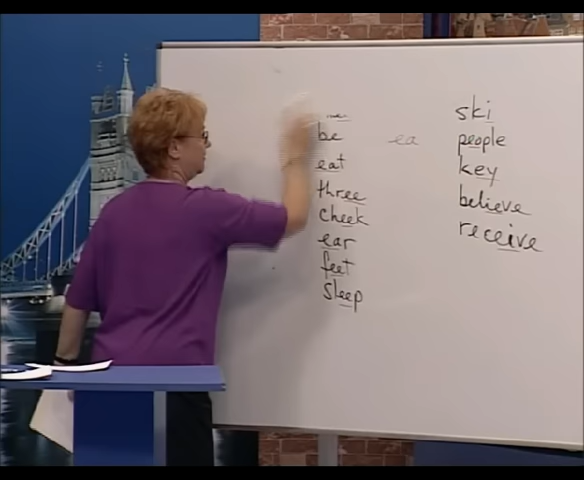 be
eat
three
cheek
ear
feet
sleep
ea
ski
people
key
believe
receive